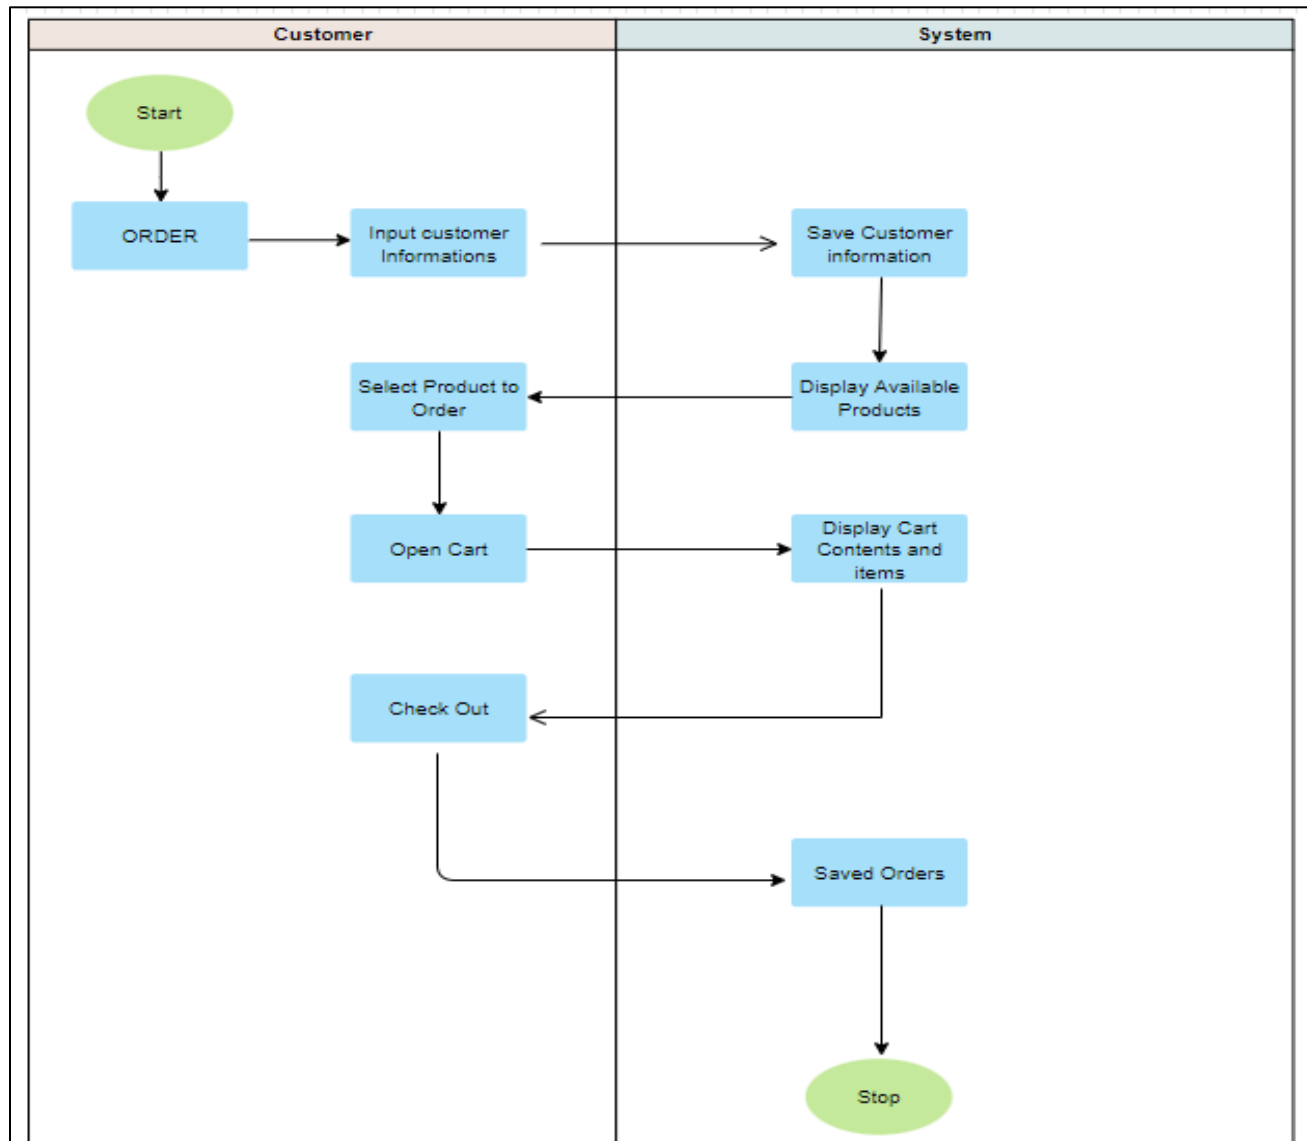 Customer
System
Start
ORDER
Input customer
Informations
Save Customer
information
Select Product to
Order
Display Available
Products
Open Cart
Display Cart
Contents and
items
Check Out
Saved Orders
Stop